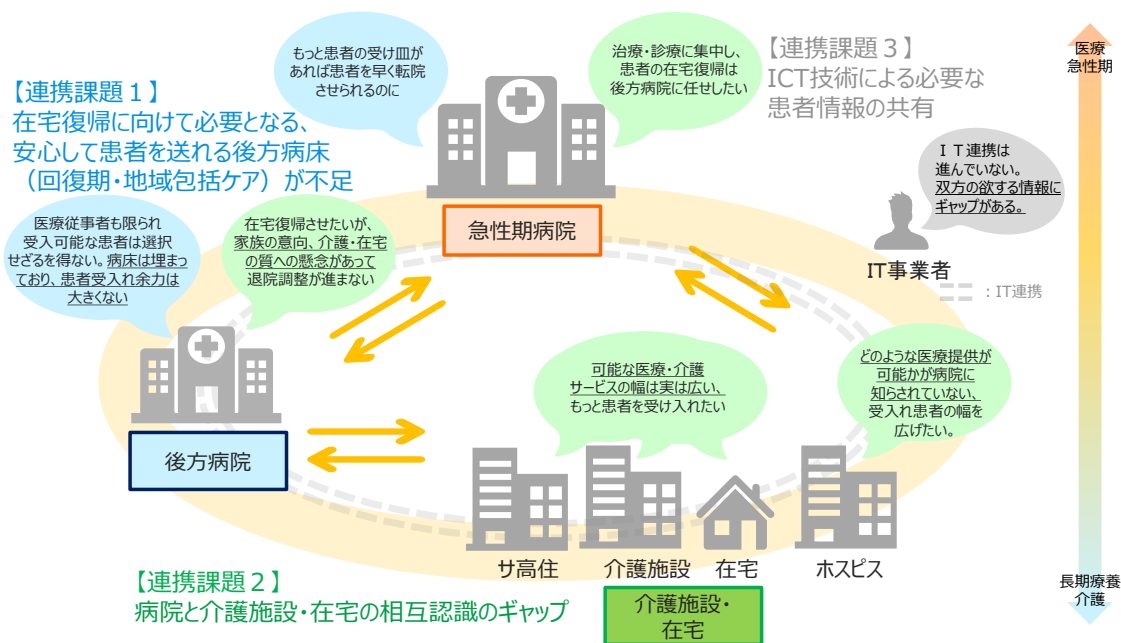 もっと患者の受け皿が
あれば患者を早く転院
させられるのに
治療・診療に集中し、
患者の在宅復帰は
後方病院に任せしたい
【連携課題３】
ICT技術による必要な
患者情報の共有
医療
急性期
【連携課題１】
在宅復帰に向けて必要となる、
安心して患者を送れる後方病床
（回復期・地域包括ケア）が不足
ＩＴ連携は
進んでいない。
双方の欲する情報に
ギャップがある。
医療従事者も限られ
受入可能な患者は選択
せざるを得ない。病床は埋まっ
ており、患者受入れ余力は
大きくない
在宅復帰させたいが、
家族の意向、介護・在宅
の質への懸念があって
退院調整が進まない
急性期病院
IT事業者
：IT連携
可能な医療・介護
サービスの幅は実は広い、
もっと患者を受け入れたい
どのような医療提供が
可能かが病院に
知らされていない、
受入れ患者の幅を
広げたい。
後方病院
サ高住
介護施設
在宅
ホスピス
【連携課題２】
病院と介護施設・在宅の相互認識のギャップ
介護施設・
在宅
長期療養
介護